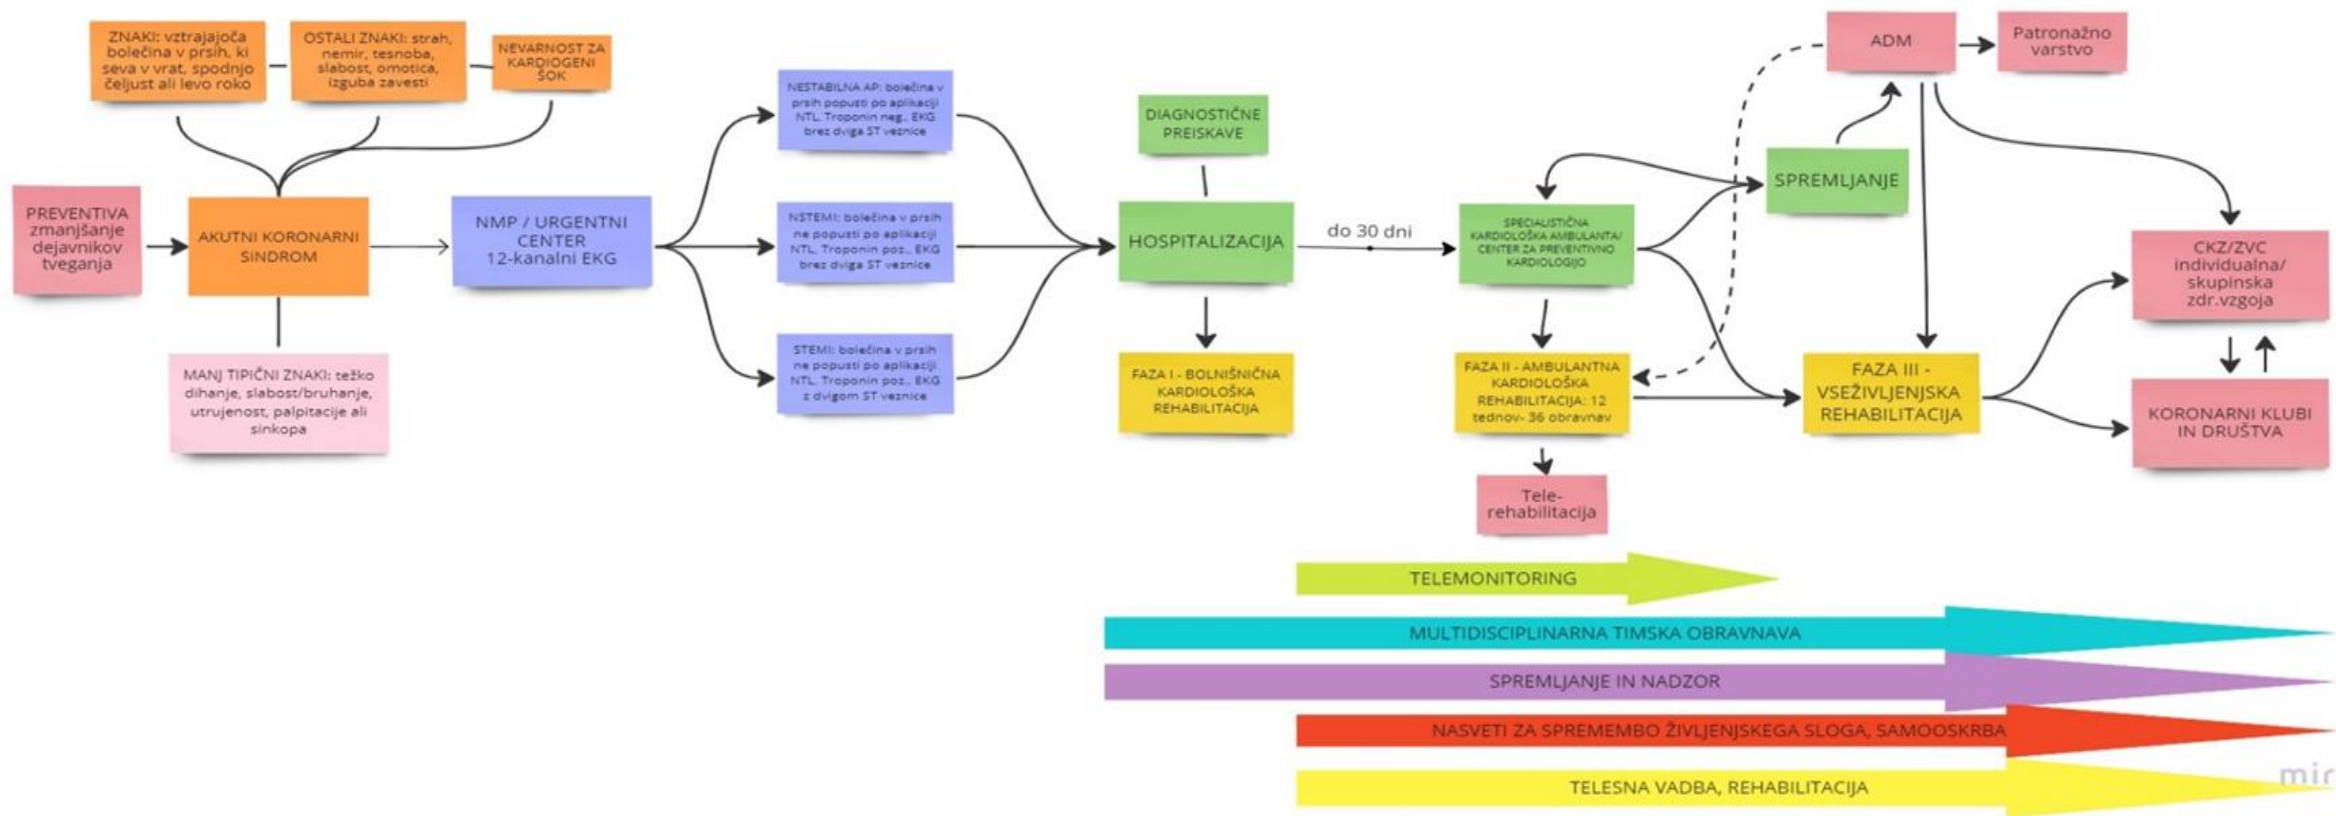 ZNAKI: vztrajajoča
bolečina v prsih, ki
seva v vrat, spodnjo
čeljust ali levo roko
OSTALI ZNAKI: strah,
nemir, tesnoba,
slabost, omotica,
izguba zavesti
NEVARNOST ZA
KARDIOGENI
ŠOK
PREVENTIVA
zmanjšanje
dejavnikov
tveganja
AKUTNI KORONARNI
SINDROM
MANJ TIPIČNI ZNAKI: težko
dihanje, slabost/bruhanje,
utrujenost, palpitacije ali
sinkopa
NMP / URGENTNI
CENTER
12-kanalni EKG
NESTABILNA AP: bolečina v
prsih popusti po aplikaciji
NTL, Troponin neg., EKG
brez dviga ST veznice
NSTEMI: bolečina v prsih
ne popusti po aplikaciji
NTL, Troponin poz., EKG
brez dviga ST veznice
STEMI: bolečina v prsih
ne popusti po aplikaciji
NTL, Troponin poz., EKG
z dvigom ST veznice
DIAGNOSTIČNE
PREISKAVE
HOSPITALIZACIJA
FAZA I - BOLNIŠNIČNA
KARDIOLOŠKA
REHABILITACIJA
do 30 dni
SPECIALISTIČNA
KARDIOLOŠKA AMBULANTA/
CENTER ZA PREVENTIVNO
KARDIOLOGIJO
FAZA II - AMBULANTNA
KARDIOLOŠKA
REHABILITACIJA: 12
tednov- 36 obravnav
Tele-
rehabilitacija
SPREMLJANJE
ADM
Patronažno
varstvo
FAZA III -
VSEŽIVLJENJSKA
REHABILITACIJA
CKZ/ZVC
individualna/
skupinska
zdr.vzgoja
KORONARNI KLUBI
IN DRUŠTVA
TELEMONITORING
MULTIDISCIPLINARNA TIMSKA OBRAVNAVA
SPREMLJANJE IN NADZOR
NASVETI ZA SPREMEMBO ŽIVLJENJSKEGA SLOGA, SAMOOSKRBA
TELESNA VADBA, REHABILITACIJA
mir